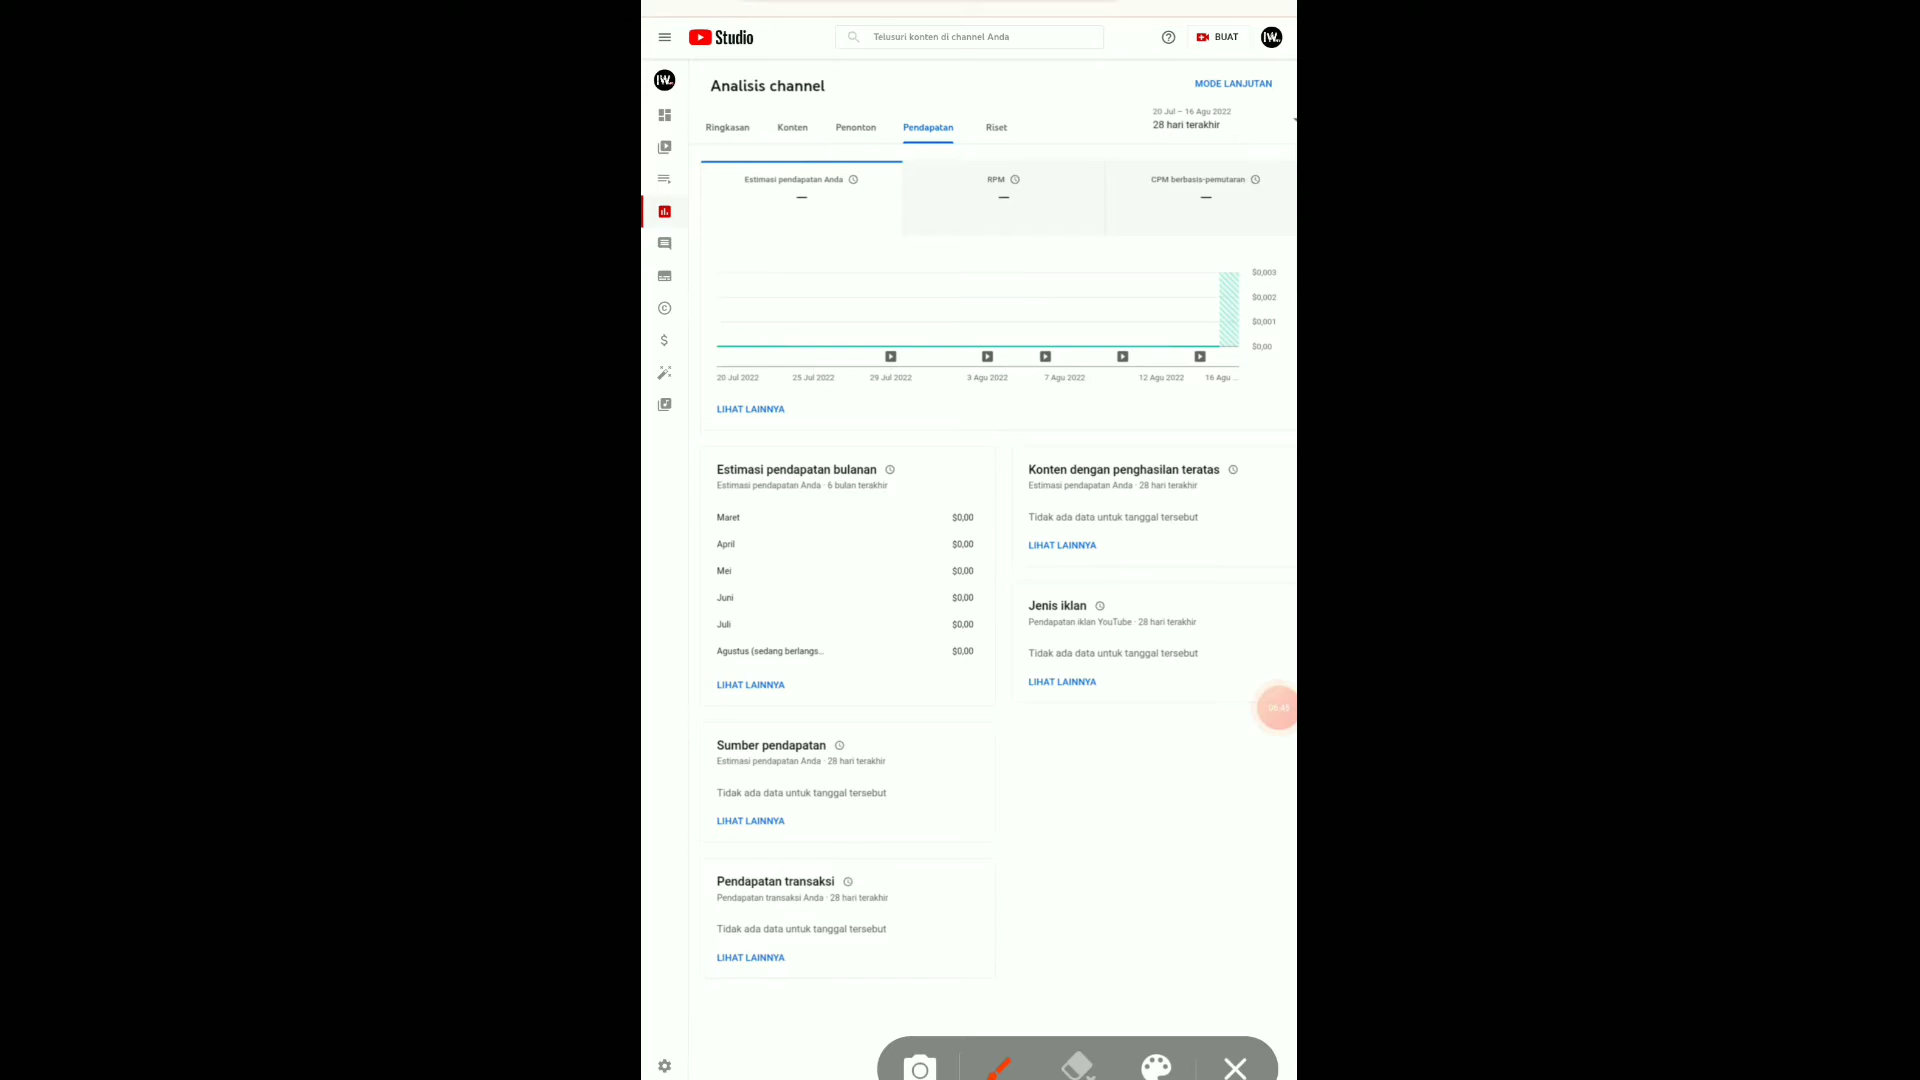 Studio
Telusuri konten di channel Anda
BUAT
Analisis channel
MODE LANJUTAN
Ringkasan
Konten
Penonton
Pendapatan
Riset
20 Jul – 16 Agu 2022
28 hari terakhir
Estimasi pendapatan Anda
—
RPM
—
CPM berbasis-pemutaran
—
$0,003
$0,002
$0,001
$0,00
20 Jul 2022
25 Jul 2022
29 Jul 2022
3 Agu 2022
7 Agu 2022
12 Agu 2022
16 Agu ...
LIHAT LAINNYA
Estimasi pendapatan bulanan
Estimasi pendapatan Anda · 6 bulan terakhir
Maret $0,00
April $0,00
Mei $0,00
Juni $0,00
Juli $0,00
Agustus (sedang berlangs... $0,00
LIHAT LAINNYA
Konten dengan penghasilan teratas
Estimasi pendapatan Anda · 28 hari terakhir
Tidak ada data untuk tanggal tersebut
LIHAT LAINNYA
Jenis iklan
Pendapatan iklan YouTube · 28 hari terakhir
Tidak ada data untuk tanggal tersebut
LIHAT LAINNYA
Sumber pendapatan
Estimasi pendapatan Anda · 28 hari terakhir
Tidak ada data untuk tanggal tersebut
LIHAT LAINNYA
Pendapatan transaksi
Pendapatan transaksi Anda · 28 hari terakhir
Tidak ada data untuk tanggal tersebut
LIHAT LAINNYA